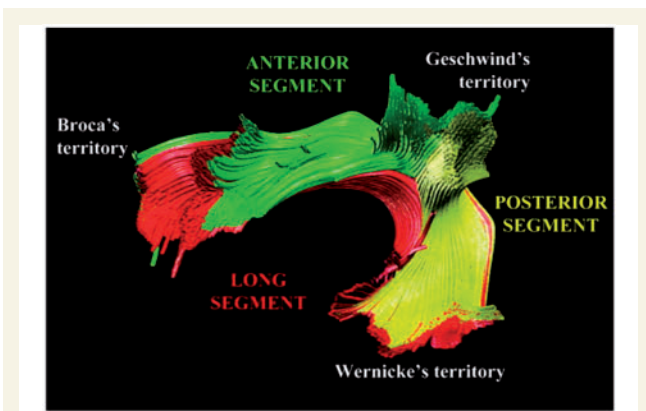 ANTERIOR
SEGMENT
Geschwind's
territory
Broca's
territory
POSTERIOR
SEGMENT
LONG
SEGMENT
Wernicke's territory